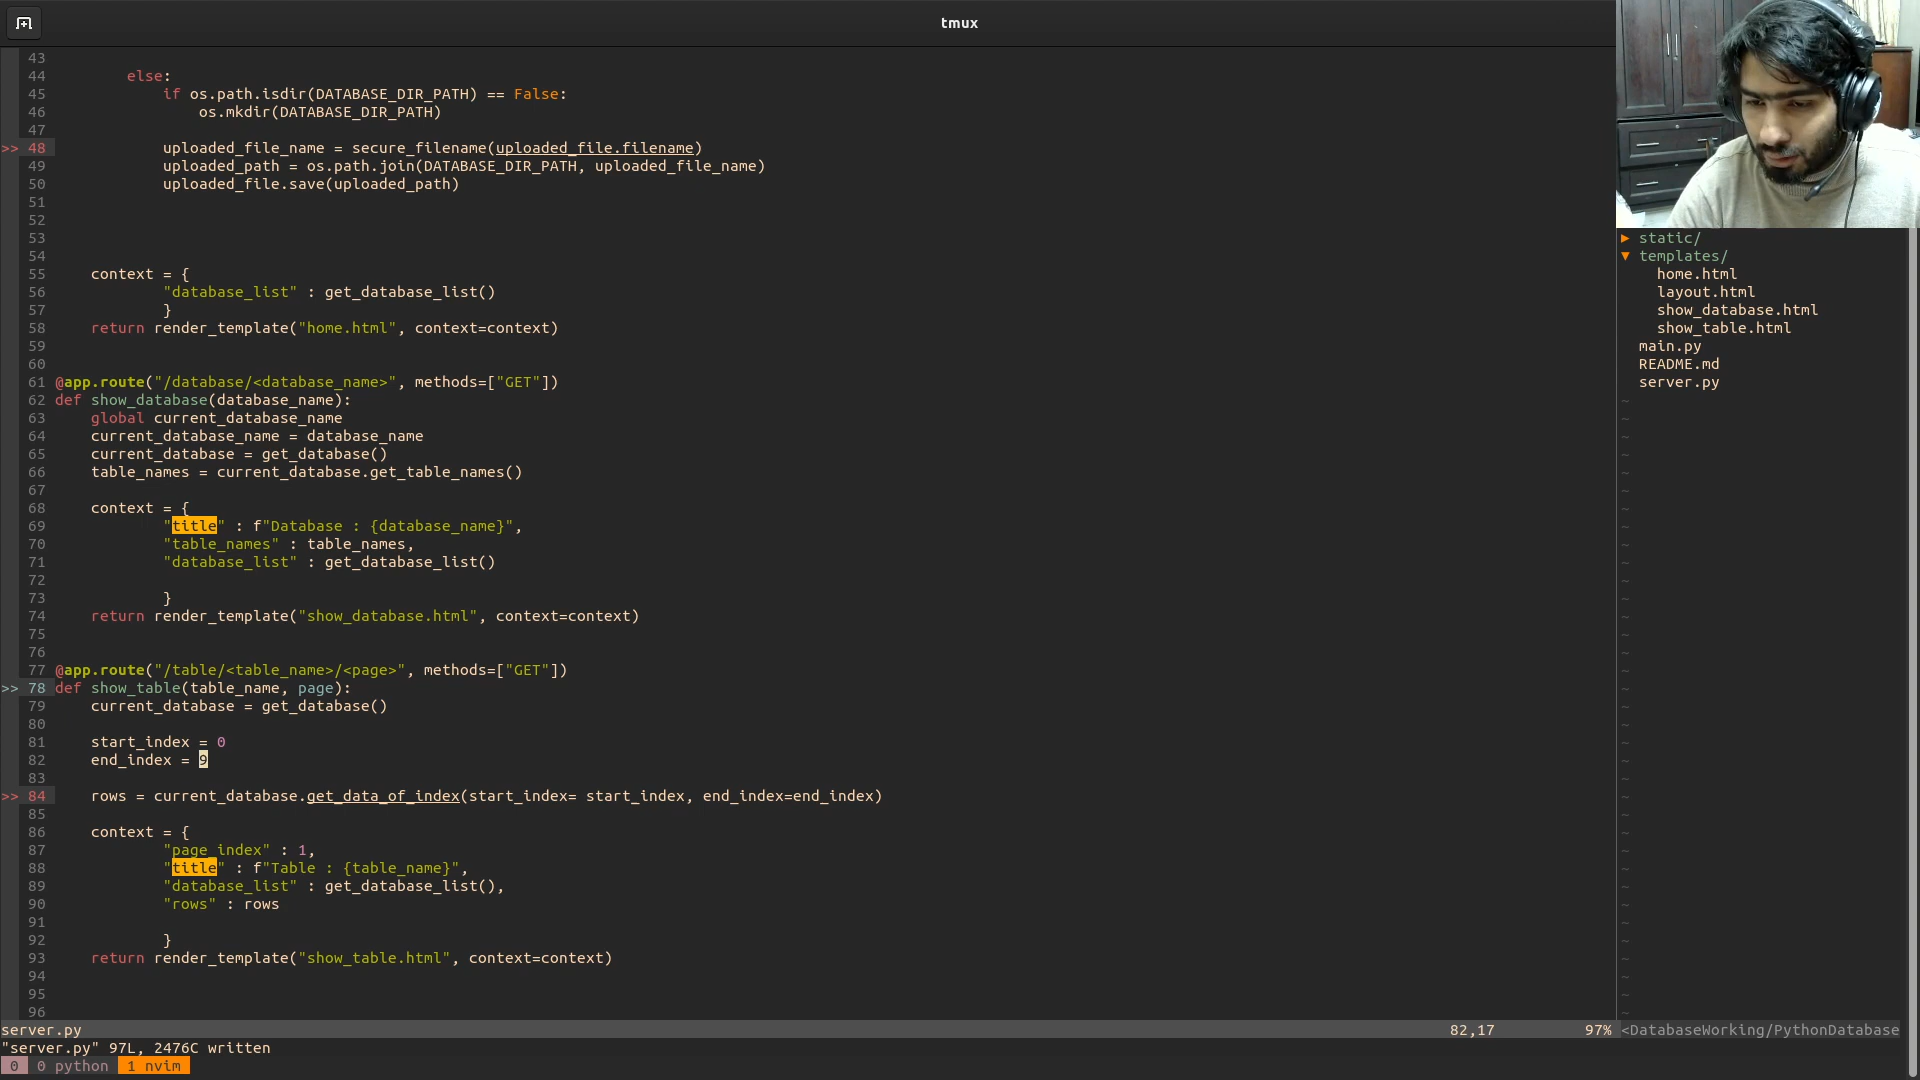 tmux
43
44 else:
45 if os.path.isdir(DATABASE_DIR_PATH) == False:
46 os.mkdir(DATABASE_DIR_PATH)
47
>> 48 uploaded_file_name = secure_filename(uploaded_file.filename)
49 uploaded_path = os.path.join(DATABASE_DIR_PATH, uploaded_file_name)
50 uploaded_file.save(uploaded_path)
51
52
53
54
55 context = {
56 "database_list" : get_database_list()
57 }
58 return render_template("home.html", context=context)
59
60
61 @app.route("/database/<database_name>", methods=["GET"])
62 def show_database(database_name):
63 global current_database_name
64 current_database_name = database_name
65 current_database = get_database()
66 table_names = current_database.get_table_names()
67
68 context = {
69 "title" : f"Database : {database_name}",
70 "table_names" : table_names,
71 "database_list" : get_database_list()
72
73 }
74 return render_template("show_database.html", context=context)
75
76
77 @app.route("/table/<table_name>/<page>", methods=["GET"])
>> 78 def show_table(table_name, page):
79 current_database = get_database()
80
81 start_index = 0
82 end_index = 9
83
>> 84 rows = current_database.get_data_of_index(start_index= start_index, end_index=end_index)
85
86 context = {
87 "page_index" : 1,
88 "title" : f"Table : {table_name}",
89 "database_list" : get_database_list(),
90 "rows" : rows
91
92 }
93 return render_template("show_table.html", context=context)
94
95
96
▶ static/
▼ templates/
home.html
layout.html
show_database.html
show_table.html
main.py
README.md
server.py
server.py 82,17 97% <DatabaseWorking/PythonDatabase
"server.py" 97L, 2476C written
0 0 python 1 nvim